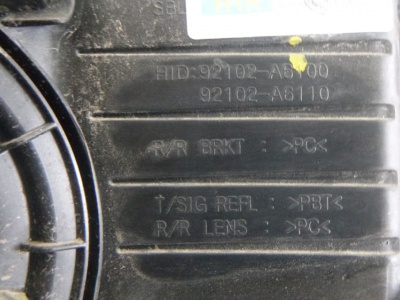 HID:92102-A6100
92102-A6110
R/R BRKT : >PC<
T/SIG REFL : >PBT<
R/R LENS : >PC<